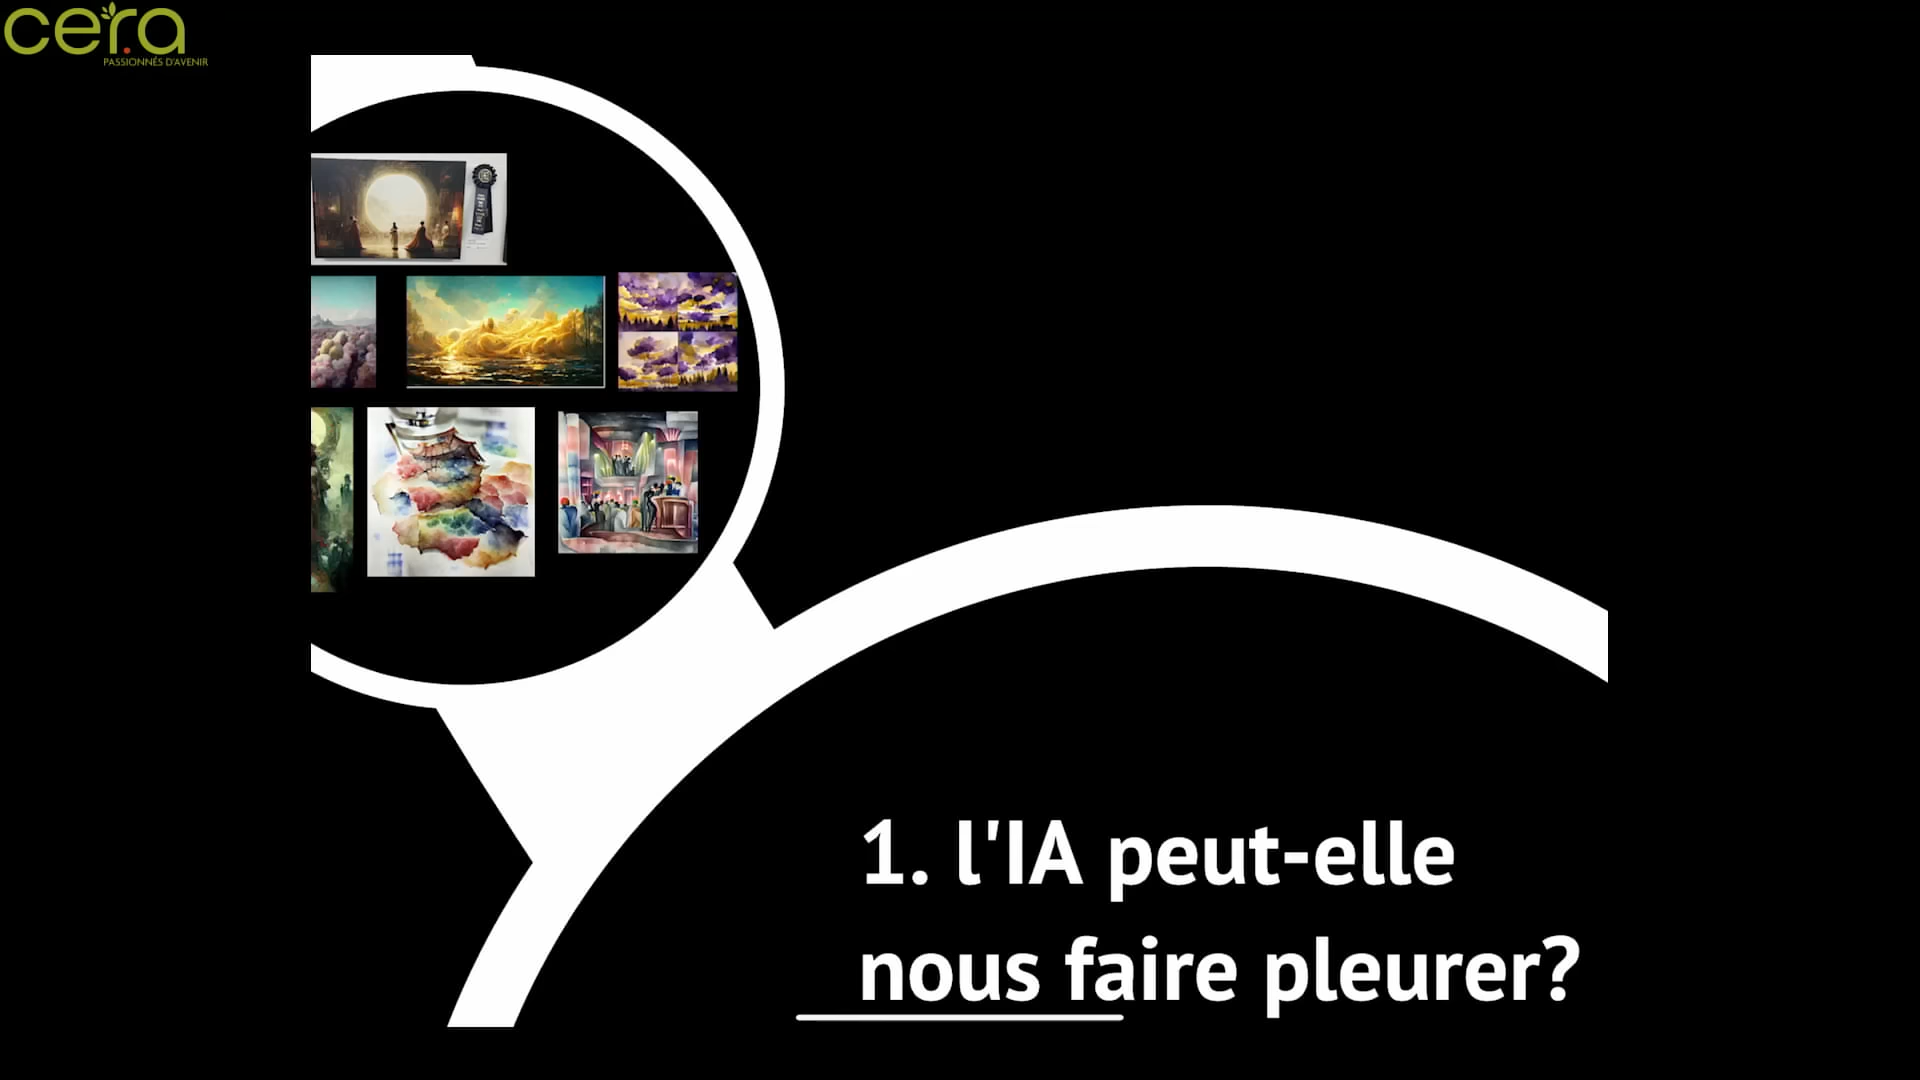 cera
PASSIONNÉS D'AVENIR
1. l'IA peut-elle
nous faire pleurer?